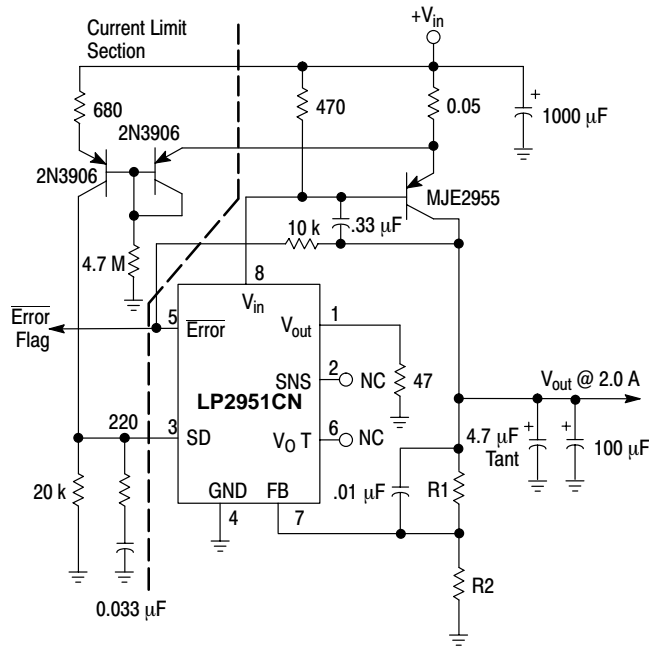 Current Limit
Section
+Vin
680
470
0.05
1000 µF
2N3906
2N3906
MJE2955
.33 µF
10 k
4.7 M
8
Vin
Error
Flag
5
Error
Vout
1
SNS
2
NC
47
LP2951CN
Vout @ 2.0 A
220
3
SD
VO T
6
NC
4.7 µF
Tant
100 µF
20 k
GND
FB
.01 µF
R1
4
7
0.033 µF
R2